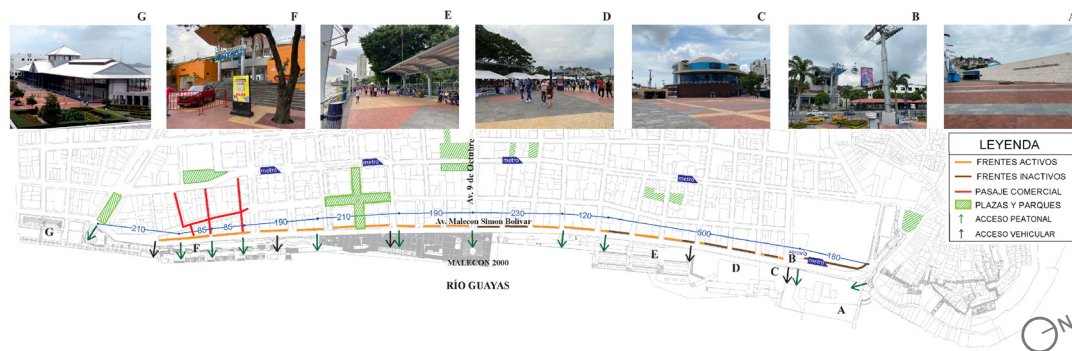 G
F
E
D
C
B
A
LEYENDA
FRENTES ACTIVOS
FRENTES INACTIVOS
PASAJE COMERCIAL
PLAZAS Y PARQUES
ACCESO PEATONAL
ACCESO VEHICULAR
metro
metro
metro
metro
Av. 9 de Octubre
210
85
85
190
210
190
230
120
500
180
Av. Malecon Simon Bolívar
aerovía
metro
G
F
E
D
B
C
A
MALECON 2000
RÍO GUAYAS
N